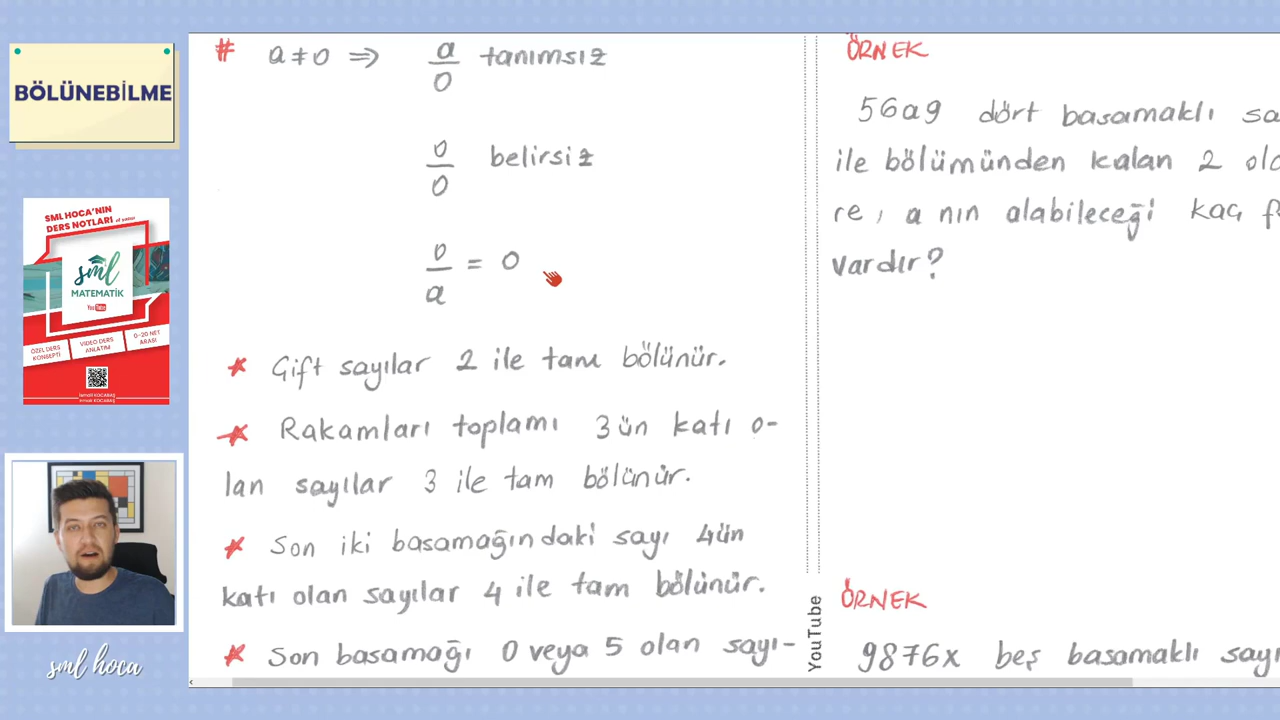 BÖLÜNEBİLME
SML HOCA'NIN
DERS NOTLARI
sml
MATEMATİK
YouTube
ÖZEL DERS
KONSEPTİ
VİDEO DERS
ANLATIM
0-20 NET
ARASI
sml hoca
# a≠0 ⇒ a/0 tanımsız
0/0 belirsiz
0/a = 0
* Çift sayılar 2 ile tam bölünür.
* Rakamları toplamı 3ün katı o-
lan sayılar 3 ile tam bölünür.
* Son iki basamağındaki sayı 4ün
katı olan sayılar 4 ile tam bölünür.
* Son basamağı 0 veya 5 olan sayı-
YouTube
ÖRNEK
56a9 dört basamaklı sa
ile bölümünden kalan 2 ol
re, a nın alabileceği kaç f
vardır?
ÖRNEK
9876x beş basamaklı sayı